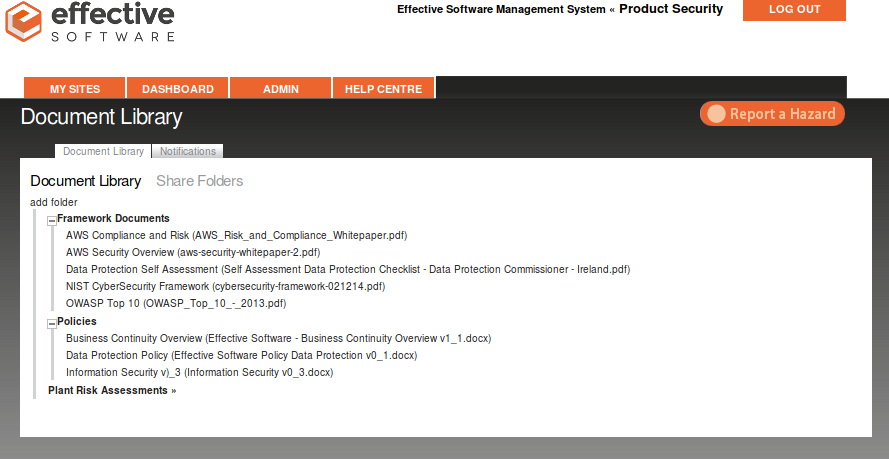 effective
SOFTWARE
Effective Software Management System « Product Security
LOG OUT
MY SITES
DASHBOARD
ADMIN
HELP CENTRE
Document Library
Report a Hazard
Document Library
Notifications
Document Library
Share Folders
add folder
Framework Documents
AWS Compliance and Risk (AWS_Risk_and_Compliance_Whitepaper.pdf)
AWS Security Overview (aws-security-whitepaper-2.pdf)
Data Protection Self Assessment (Self Assessment Data Protection Checklist - Data Protection Commissioner - Ireland.pdf)
NIST CyberSecurity Framework (cybersecurity-framework-021214.pdf)
OWASP Top 10 (OWASP_Top_10_-_2013.pdf)
Policies
Business Continuity Overview (Effective Software - Business Continuity Overview v1_1.docx)
Data Protection Policy (Effective Software Policy Data Protection v0_1.docx)
Information Security v)_3 (Information Security v0_3.docx)
Plant Risk Assessments »